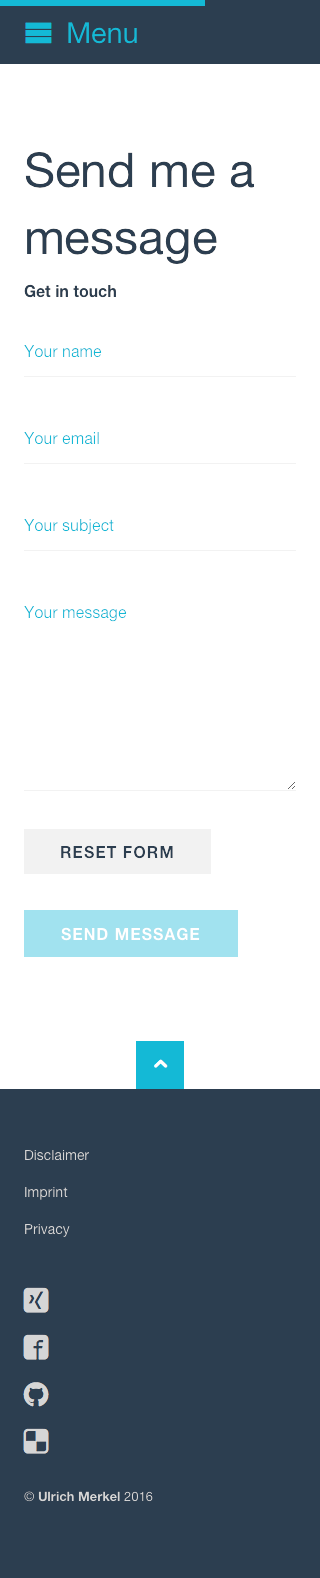 Menu
Send me a
message
Get in touch
Your name
Your email
Your subject
Your message
RESET FORM
SEND MESSAGE
Disclaimer
Imprint
Privacy
© Ulrich Merkel 2016